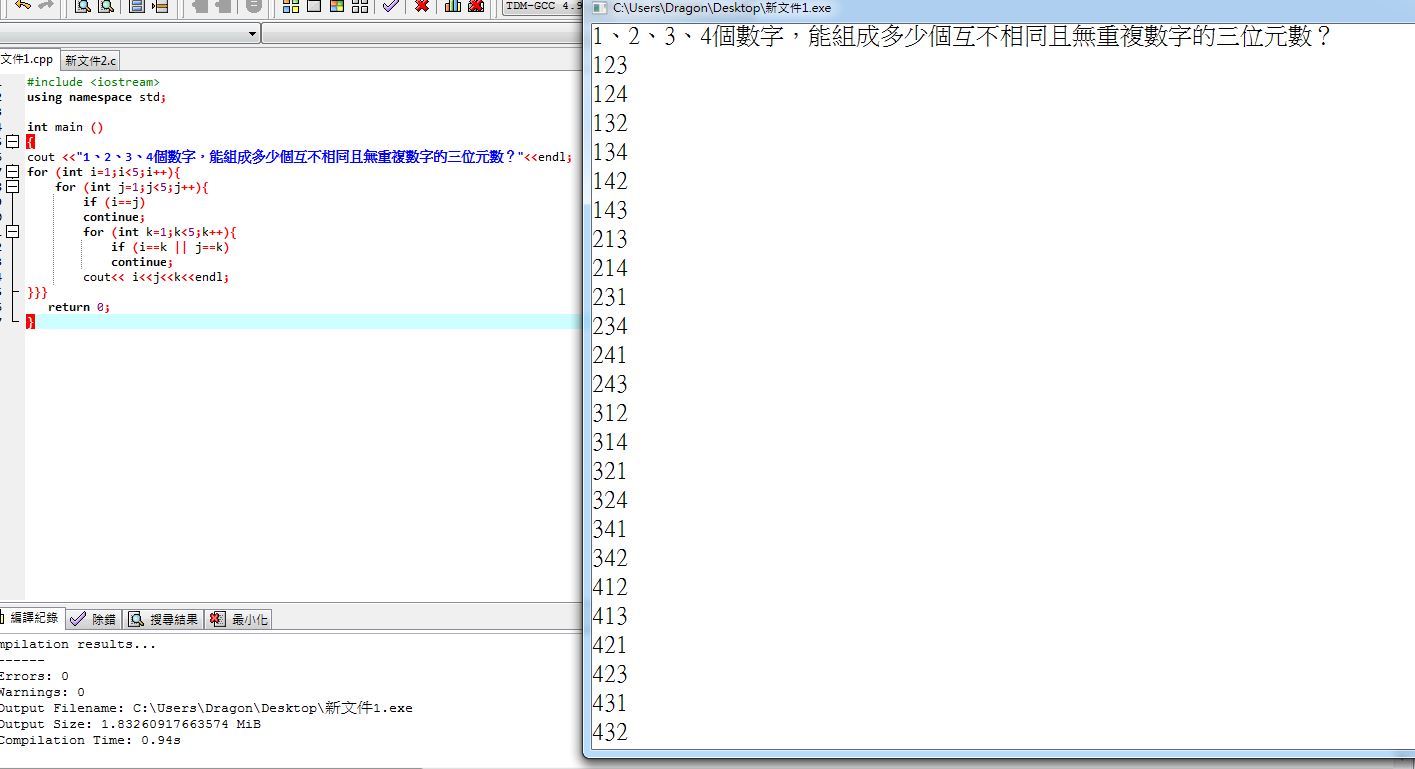 TDM-GCC 4.9
文件1.cpp 新文件2.c
#include <iostream>
using namespace std;
int main ()
{
cout <<"1、2、3、4個數字，能組成多少個互不相同且無重複數字的三位元數？"<<endl;
for (int i=1;i<5;i++){
for (int j=1;j<5;j++){
if (i==j)
continue;
for (int k=1;k<5;k++){
if (i==k || j==k)
continue;
cout<< i<<j<<k<<endl;
}}}
return 0;
}
編譯紀錄 除錯 搜尋結果 最小化
mpilation results...
------
Errors: 0
Warnings: 0
Output Filename: C:\Users\Dragon\Desktop\新文件1.exe
Output Size: 1.83260917663574 MiB
Compilation Time: 0.94s
C:\Users\Dragon\Desktop\新文件1.exe
1、2、3、4個數字，能組成多少個互不相同且無重複數字的三位元數？
123
124
132
134
142
143
213
214
231
234
241
243
312
314
321
324
341
342
412
413
421
423
431
432